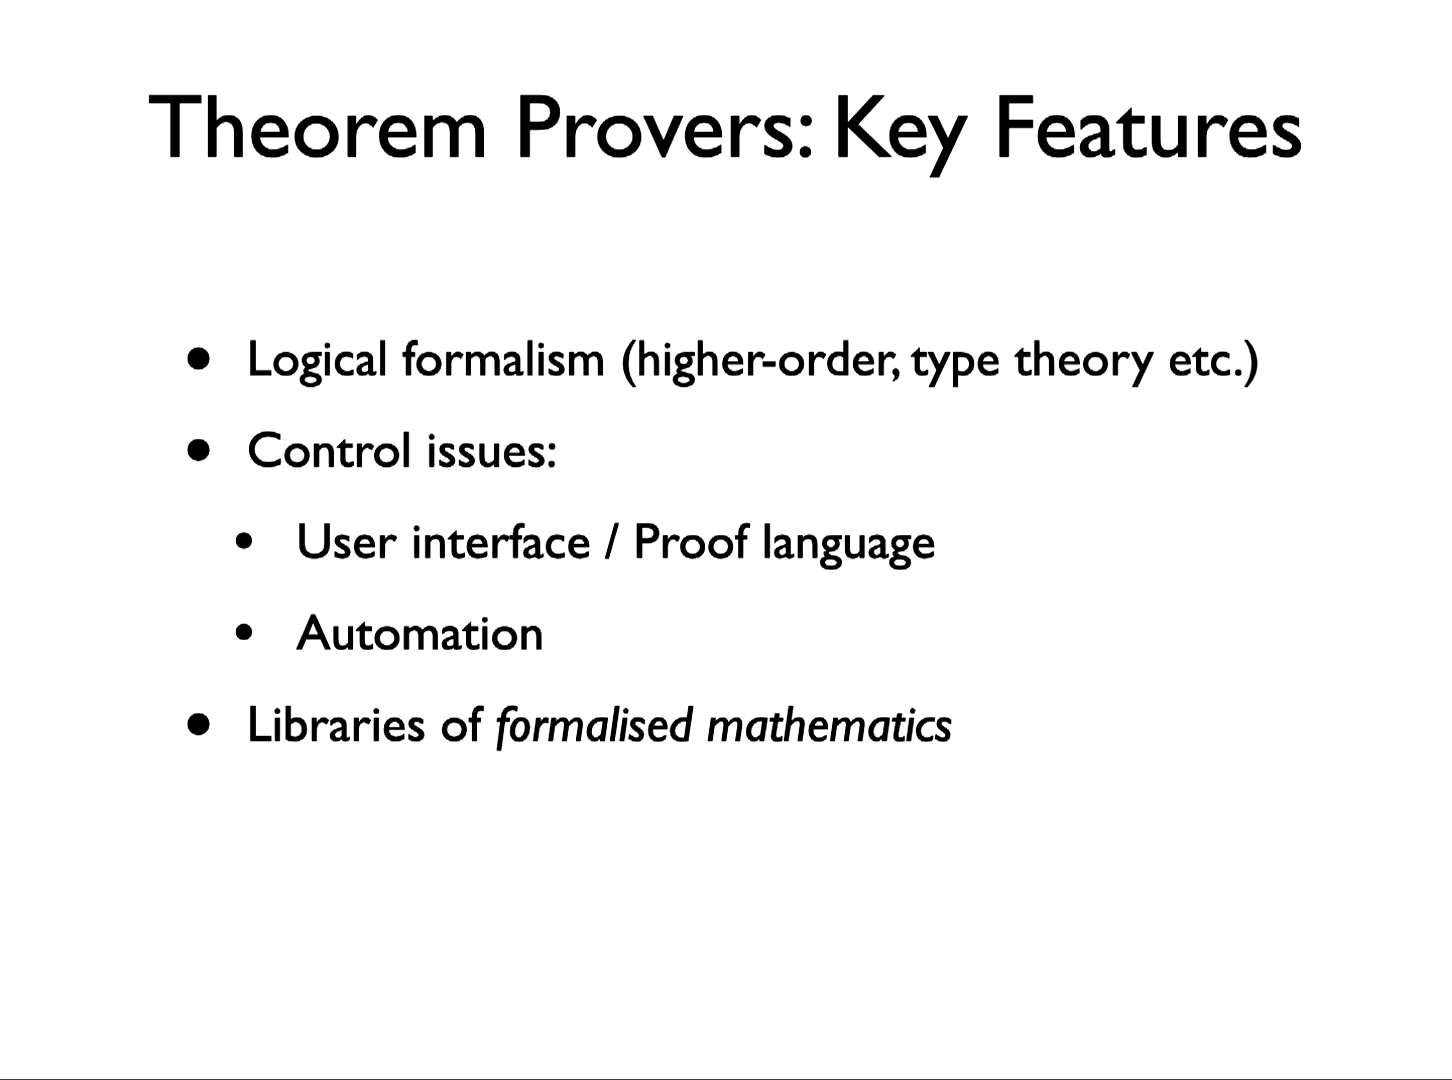 Theorem Provers: Key Features
• Logical formalism (higher-order, type theory etc.)
• Control issues:
• User interface / Proof language
• Automation
• Libraries of formalised mathematics